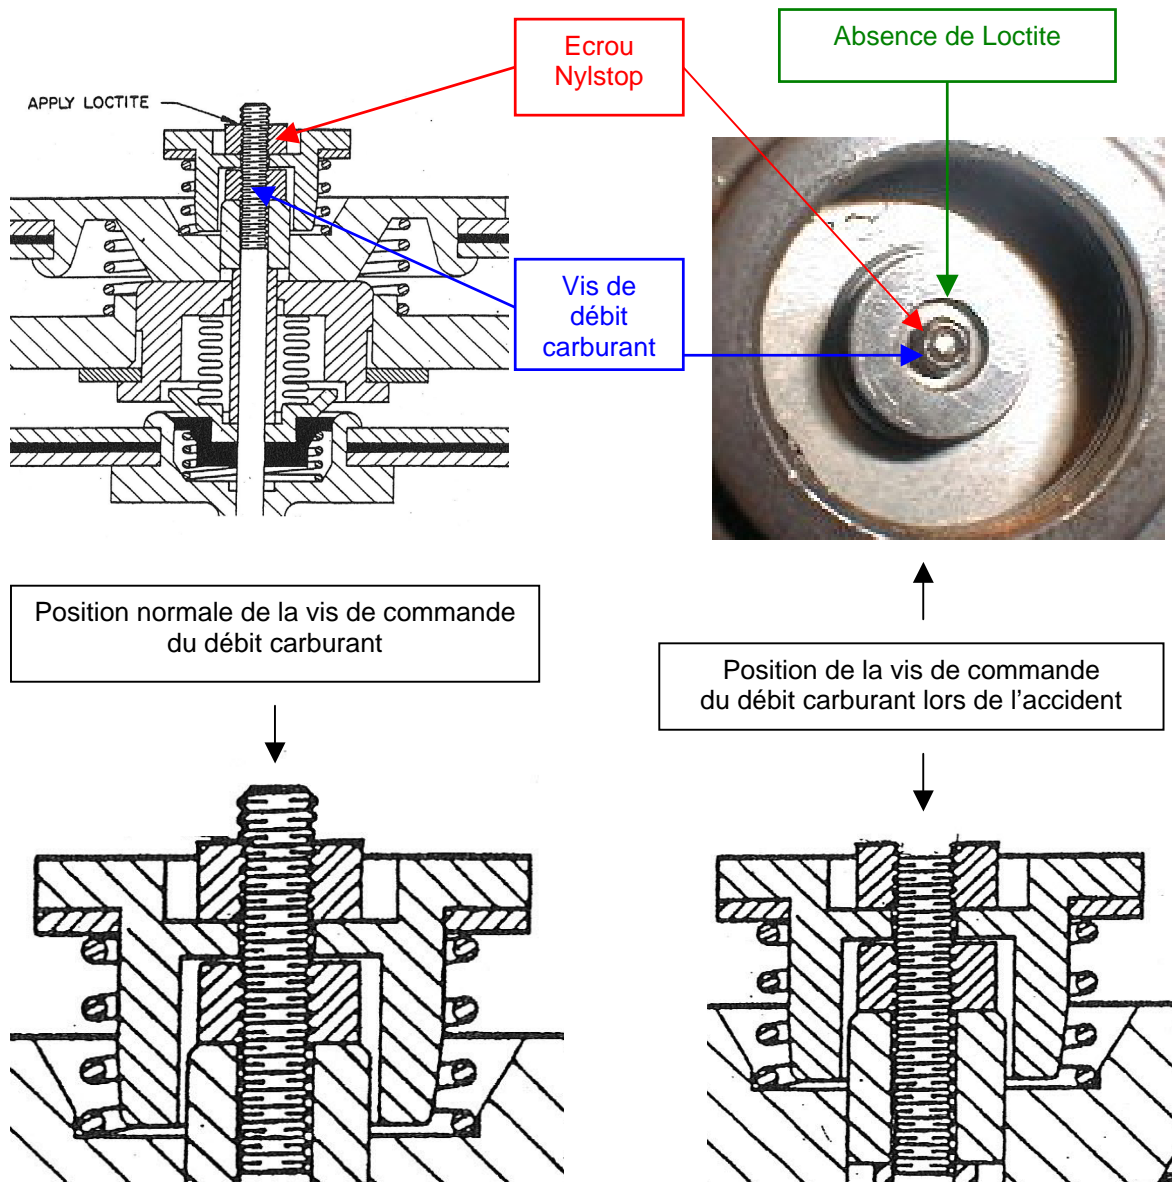 Ecrou
Nylstop
Absence de Loctite
APPLY LOCTITE
Vis de
débit
carburant
Position normale de la vis de commande
du débit carburant
Position de la vis de commande
du débit carburant lors de l’accident